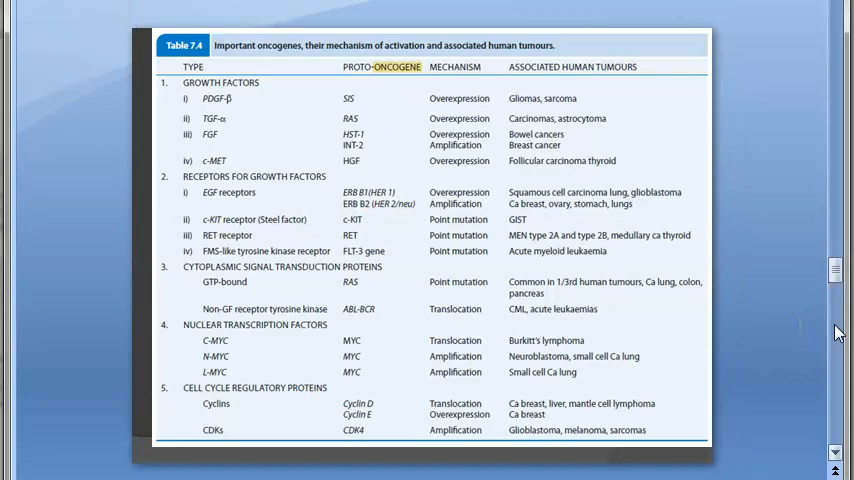 Table 7.4 Important oncogenes, their mechanism of activation and associated human tumours.
TYPE PROTO-ONCOGENE MECHANISM ASSOCIATED HUMAN TUMOURS
1. GROWTH FACTORS
i) PDGF-β SIS Overexpression Gliomas, sarcoma
ii) TGF-α RAS Overexpression Carcinomas, astrocytoma
iii) FGF HST-1 Overexpression Bowel cancers
INT-2 Amplification Breast cancer
iv) c-MET HGF Overexpression Follicular carcinoma thyroid
2. RECEPTORS FOR GROWTH FACTORS
i) EGF receptors ERB B1(HER 1) Overexpression Squamous cell carcinoma lung, glioblastoma
ERB B2 (HER 2/neu) Amplification Ca breast, ovary, stomach, lungs
ii) c-KIT receptor (Steel factor) c-KIT Point mutation GIST
iii) RET receptor RET Point mutation MEN type 2A and type 2B, medullary ca thyroid
iv) FMS-like tyrosine kinase receptor FLT-3 gene Point mutation Acute myeloid leukaemia
3. CYTOPLASMIC SIGNAL TRANSDUCTION PROTEINS
GTP-bound RAS Point mutation Common in 1/3rd human tumours, Ca lung, colon,
pancreas
Non-GF receptor tyrosine kinase ABL-BCR Translocation CML, acute leukaemias
4. NUCLEAR TRANSCRIPTION FACTORS
C-MYC MYC Translocation Burkitt's lymphoma
N-MYC MYC Amplification Neuroblastoma, small cell Ca lung
L-MYC MYC Amplification Small cell Ca lung
5. CELL CYCLE REGULATORY PROTEINS
Cyclins Cyclin D Translocation Ca breast, liver, mantle cell lymphoma
Cyclin E Overexpression Ca breast
CDKs CDK4 Amplification Glioblastoma, melanoma, sarcomas